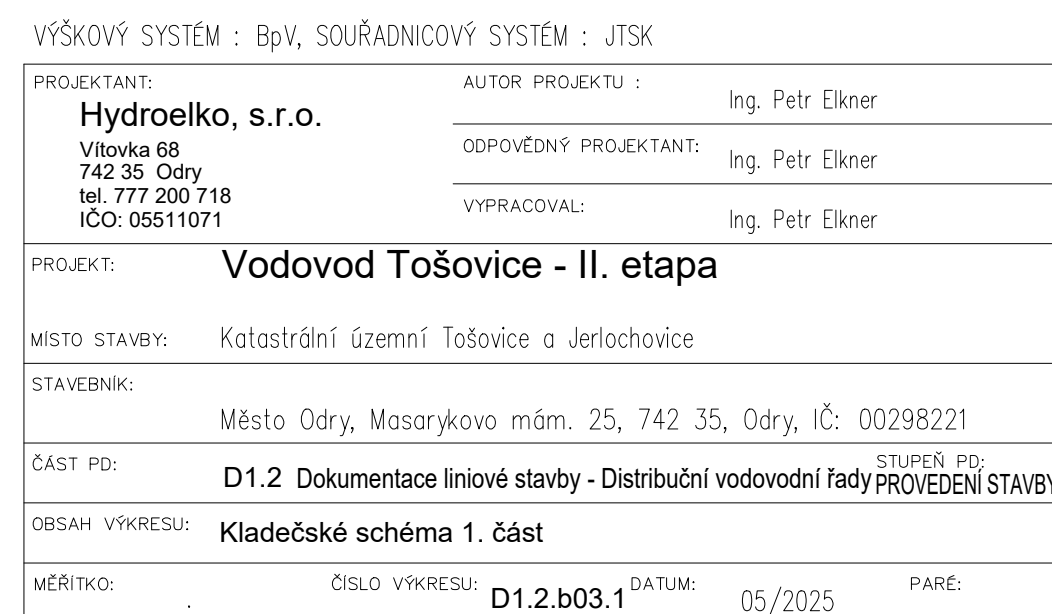 VÝŠKOVÝ SYSTÉM : BpV, SOUŘADNICOVÝ SYSTÉM : JTSK
PROJEKTANT:
Hydroelko, s.r.o.
Vítovka 68
742 35 Odry
tel. 777 200 718
IČO: 05511071
AUTOR PROJEKTU :
Ing. Petr Elkner
ODPOVĚDNÝ PROJEKTANT:
Ing. Petr Elkner
VYPRACOVAL:
Ing. Petr Elkner
PROJEKT:
Vodovod Tošovice - II. etapa
MÍSTO STAVBY:
Katastrální územní Tošovice a Jerlochovice
STAVEBNÍK:
Město Odry, Masarykovo mám. 25, 742 35, Odry, IČ: 00298221
ČÁST PD:
D1.2 Dokumentace liniové stavby - Distribuční vodovodní řady
STUPEŇ PD:
PROVEDENÍ STAVBY
OBSAH VÝKRESU:
Kladečské schéma 1. část
MĚŘÍTKO:
.
ČÍSLO VÝKRESU:
D1.2.b03.1
DATUM:
05/2025
PARÉ: